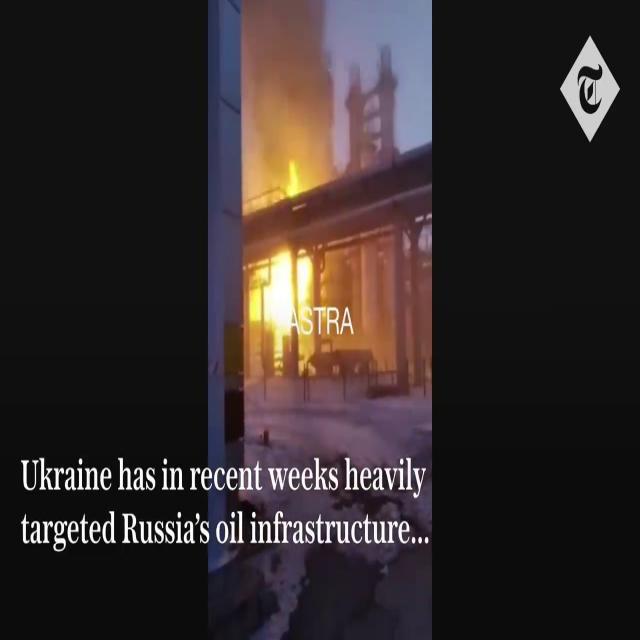 T
ASTRA
Ukraine has in recent weeks heavily
targeted Russia's oil infrastructure...